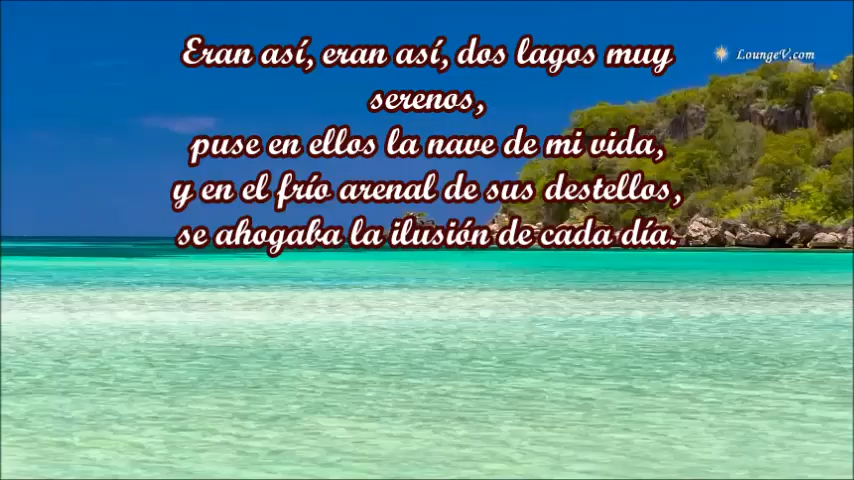 LoungeV.com
Eran así, eran así, dos lagos muy
serenos,
puse en ellos la nave de mi vida,
y en el frío arenal de sus destellos,
se ahogaba la ilusión de cada día.